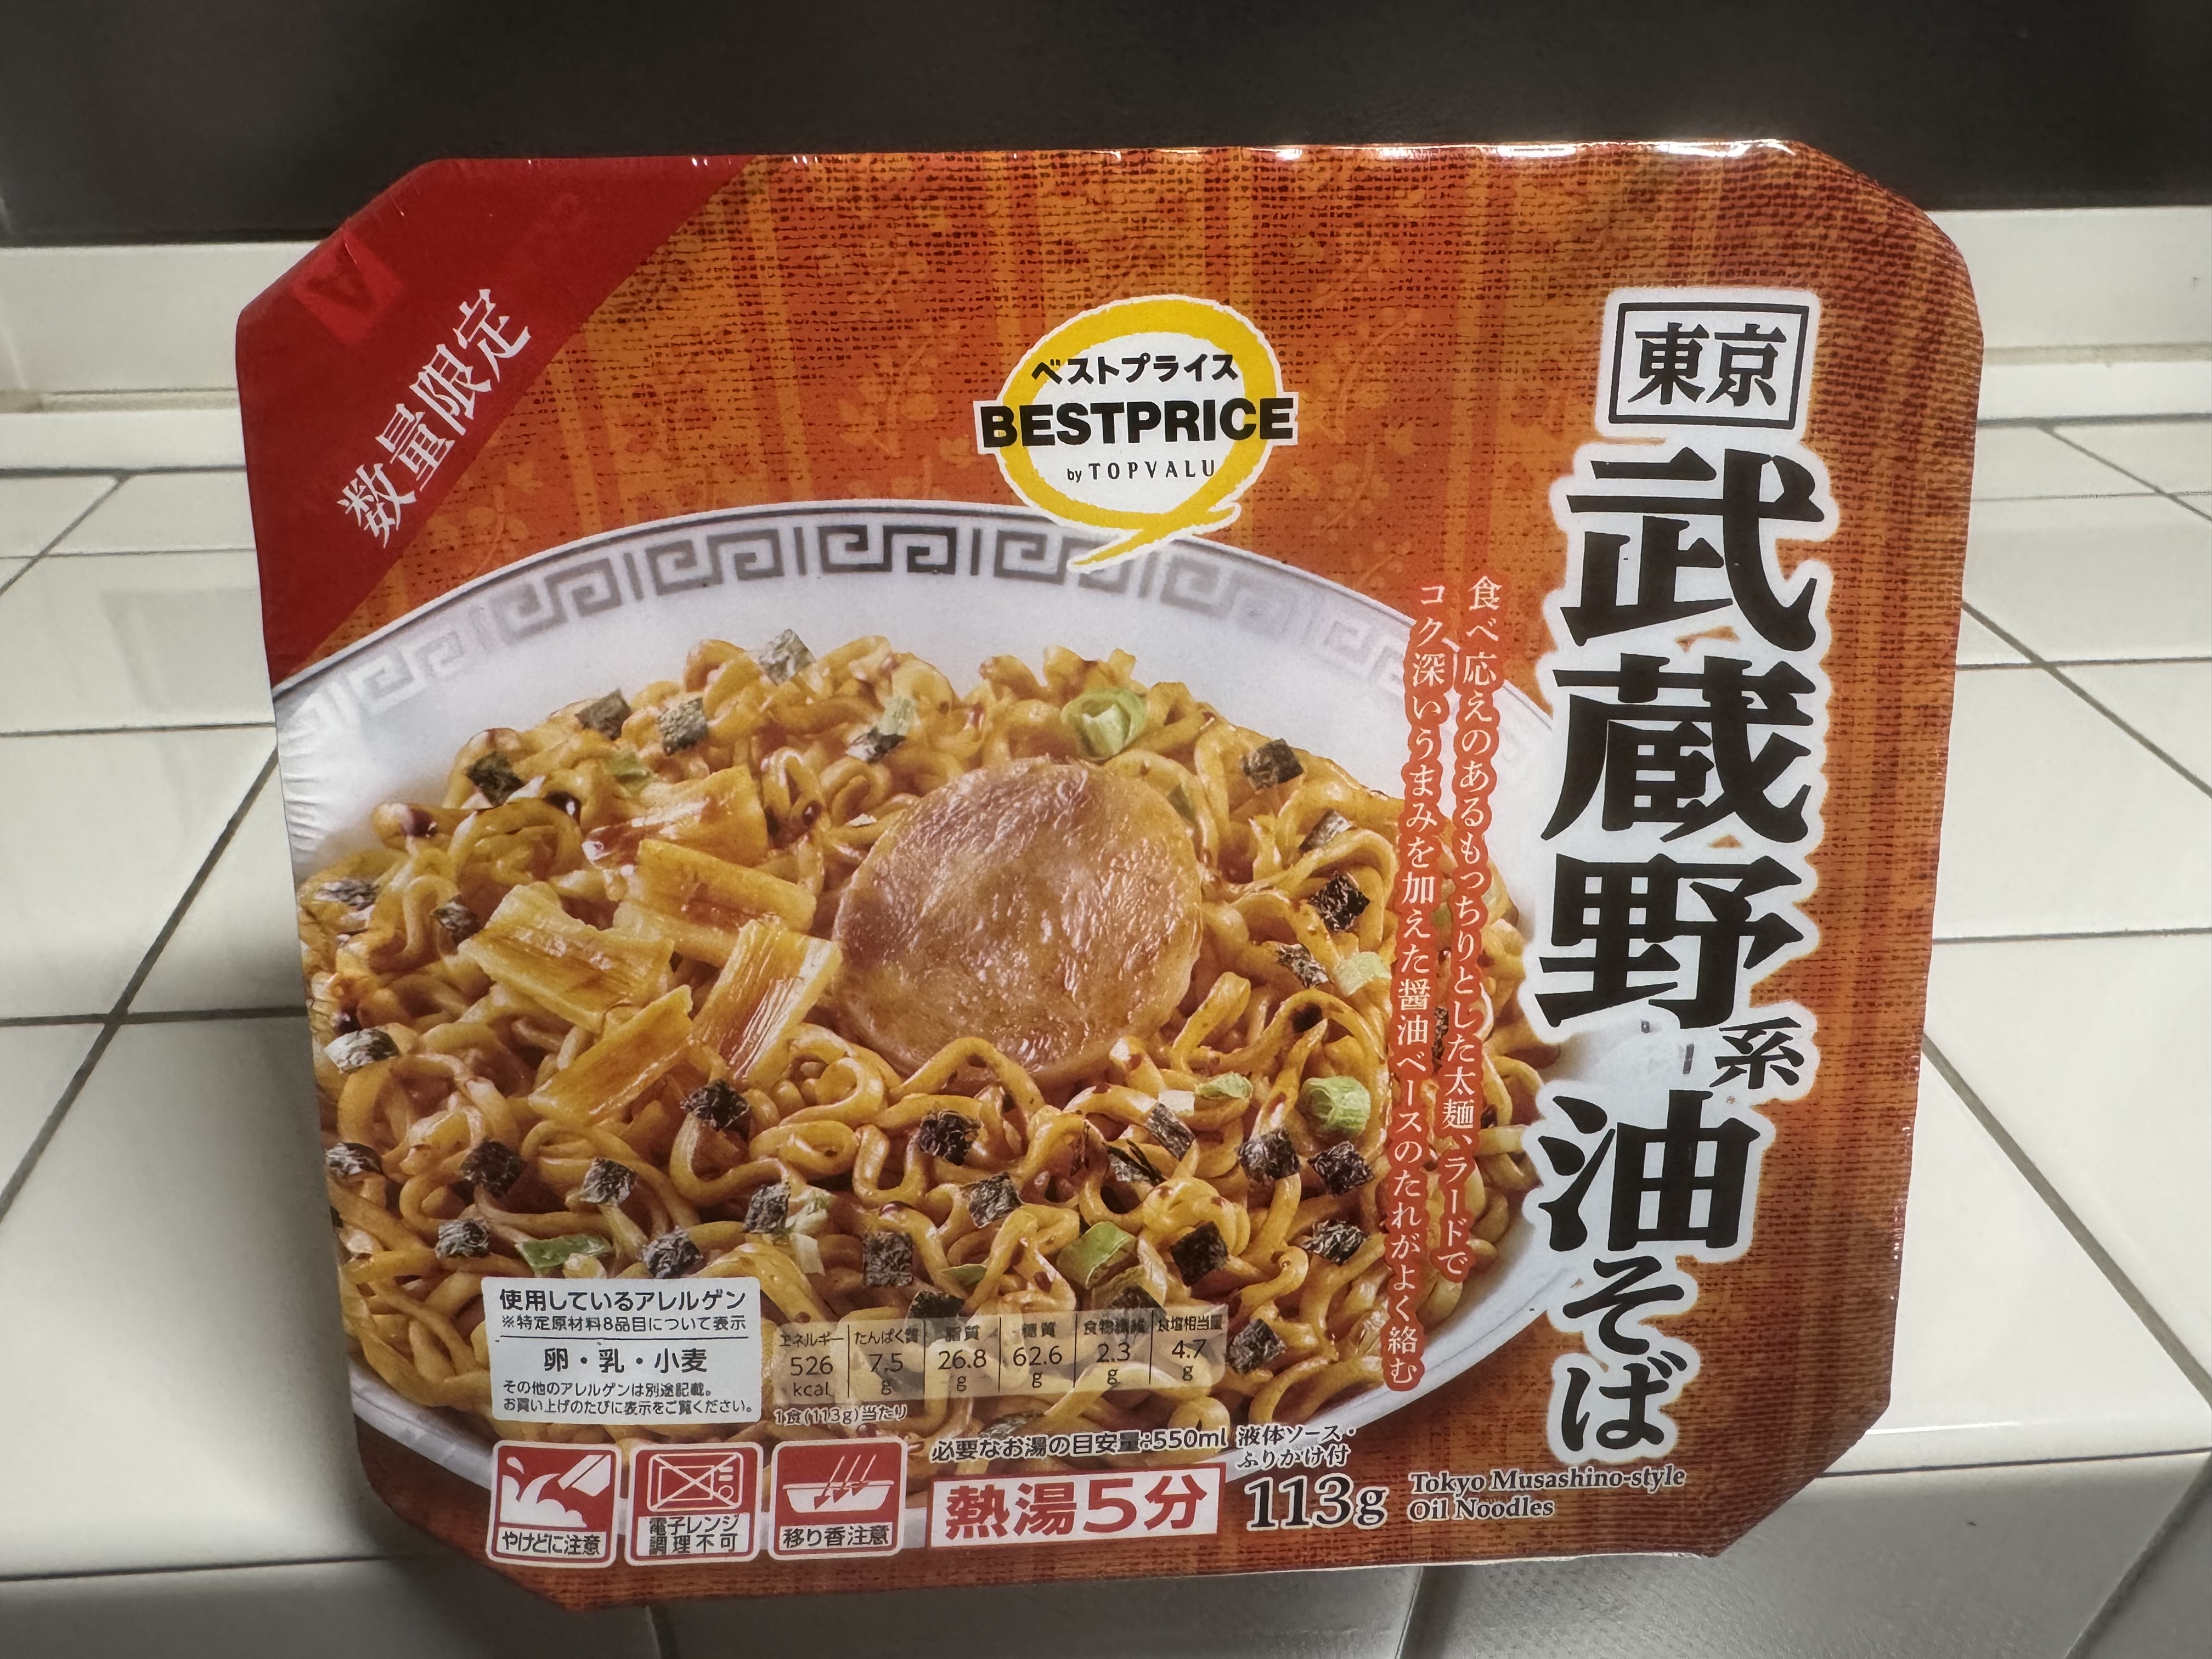 数量限定
ベストプライス
BESTPRICE
by TOPVALU
東京
武蔵野系油そば
食べ応えのあるもっちりとした太麺、ラードで
コク深いうまみを加えた醤油ベースのたれがよく絡む
使用しているアレルゲン
※特定原材料8品目について表示
卵・乳・小麦
その他のアレルゲンは別途記載。
お買い上げのたびに表示をご覧ください。
エネルギー たんぱく質 脂質 糖質 食物繊維 食塩相当量
526 7.5 26.8 62.6 2.3 4.7
kcal g g g g g
1食(113g)当たり
やけどに注意
電子レンジ
調理不可
移り香注意
必要なお湯の目安量:550ml
熱湯5分
液体ソース・
ふりかけ付
113g
Tokyo Musashino-style
Oil Noodles